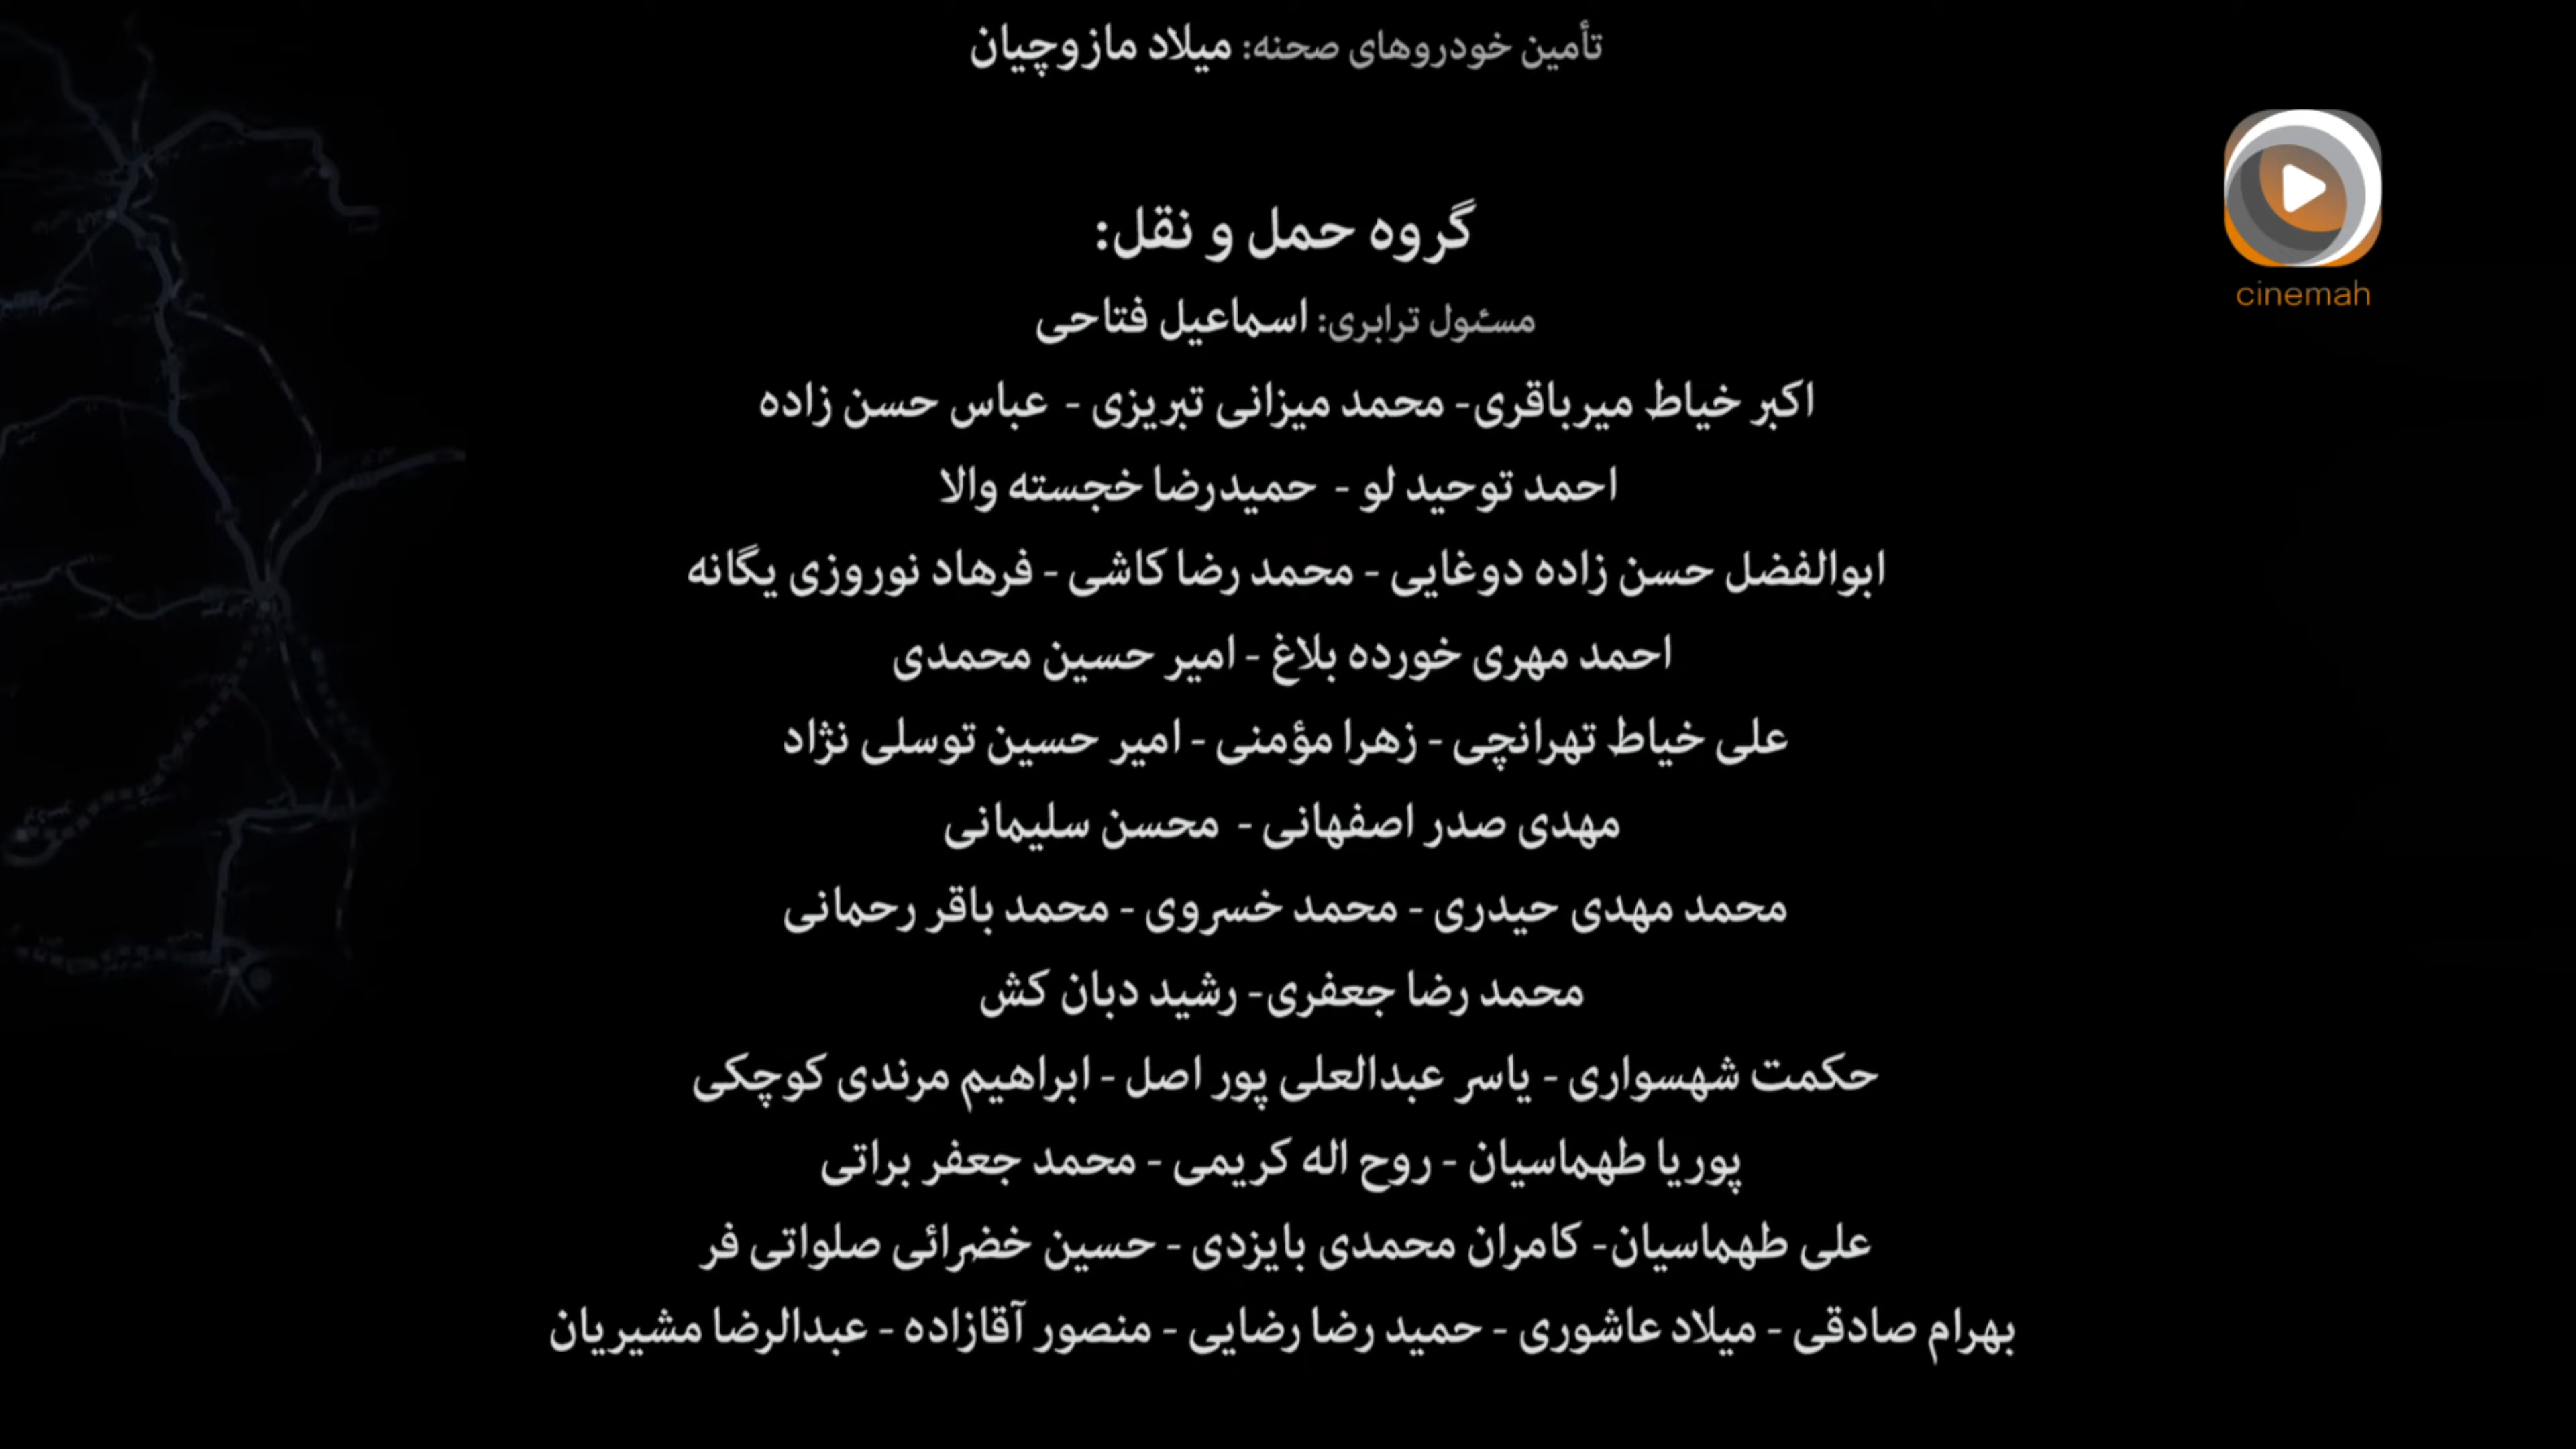 تأمین خودروهای صحنه: میلاد مازوچیان
گروه حمل و نقل:
مسئول ترابری: اسماعیل فتاحی
اکبر خیاط میرباقری- محمد میزانی تبریزی - عباس حسن زاده
احمد توحید لو - حمیدرضا خجسته والا
ابوالفضل حسن زاده دوغایی - محمد رضا کاشی - فرهاد نوروزی یگانه
احمد مهری خورده بلاغ - امیر حسین محمدی
علی خیاط تهرانچی - زهرا مؤمنی - امیر حسین توسلی نژاد
مهدی صدر اصفهانی - محسن سلیمانی
محمد مهدی حیدری - محمد خسروی - محمد باقر رحمانی
محمد رضا جعفری- رشید دبان کش
حکمت شهسواری - یاسر عبدالعلی پور اصل - ابراهیم مرندی کوچکی
پوریا طهماسیان - روح اله کریمی - محمد جعفر براتی
علی طهماسیان- کامران محمدی بایزدی - حسین خضرائی صلواتی فر
بهرام صادقی - میلاد عاشوری - حمید رضا رضایی - منصور آقازاده - عبدالرضا مشیریان
cinemah